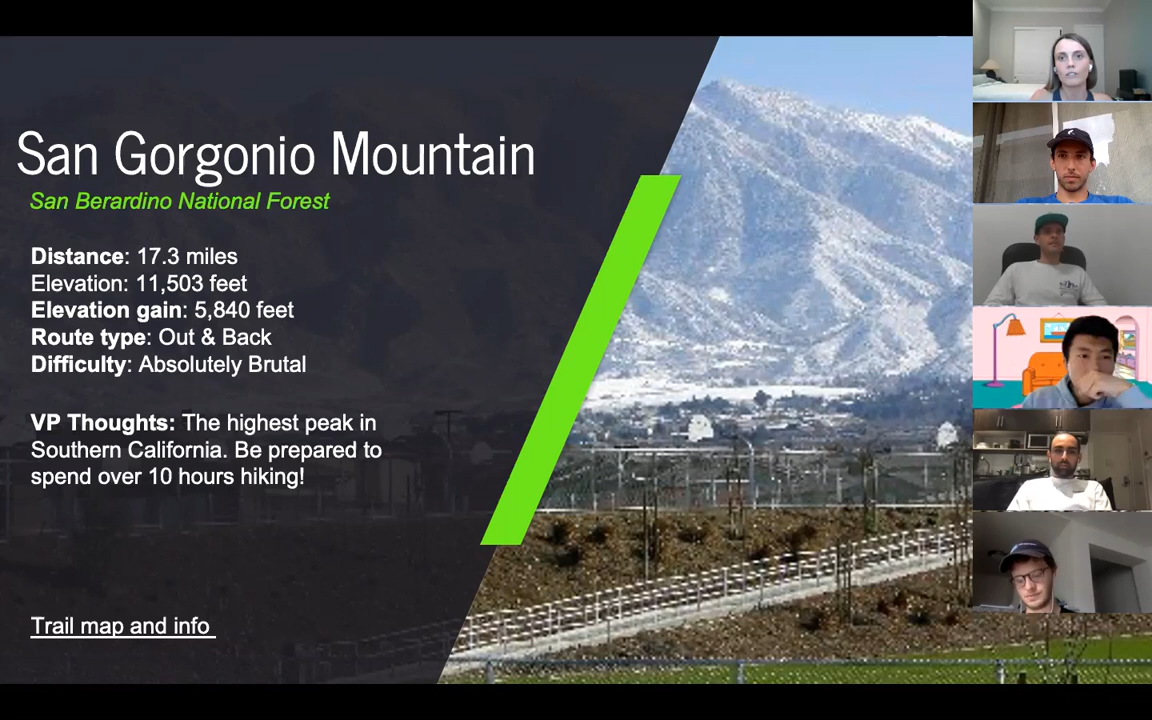 San Gorgonio Mountain
San Berardino National Forest
Distance: 17.3 miles
Elevation: 11,503 feet
Elevation gain: 5,840 feet
Route type: Out & Back
Difficulty: Absolutely Brutal
VP Thoughts: The highest peak in
Southern California. Be prepared to
spend over 10 hours hiking!
Trail map and info